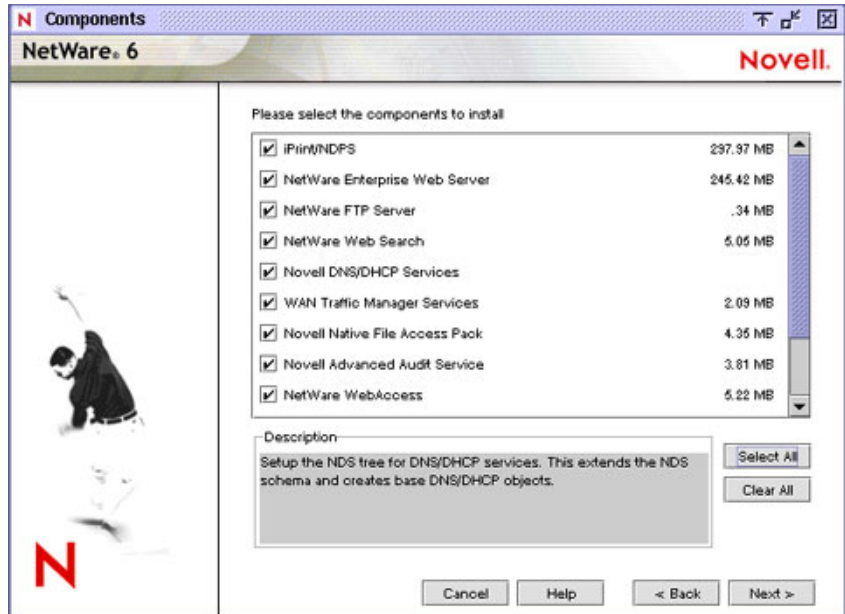 N Components
NetWare® 6
Novell®
Please select the components to install
iPrint/NDPS 297.97 MB
NetWare Enterprise Web Server 245.42 MB
NetWare FTP Server .34 MB
NetWare Web Search 5.05 MB
Novell DNS/DHCP Services
WAN Traffic Manager Services 2.09 MB
Novell Native File Access Pack 4.35 MB
Novell Advanced Audit Service 3.81 MB
NetWare WebAccess 5.22 MB
Description
Setup the NDS tree for DNS/DHCP services. This extends the NDS
schema and creates base DNS/DHCP objects.
Select All
Clear All
N
Cancel Help < Back Next >